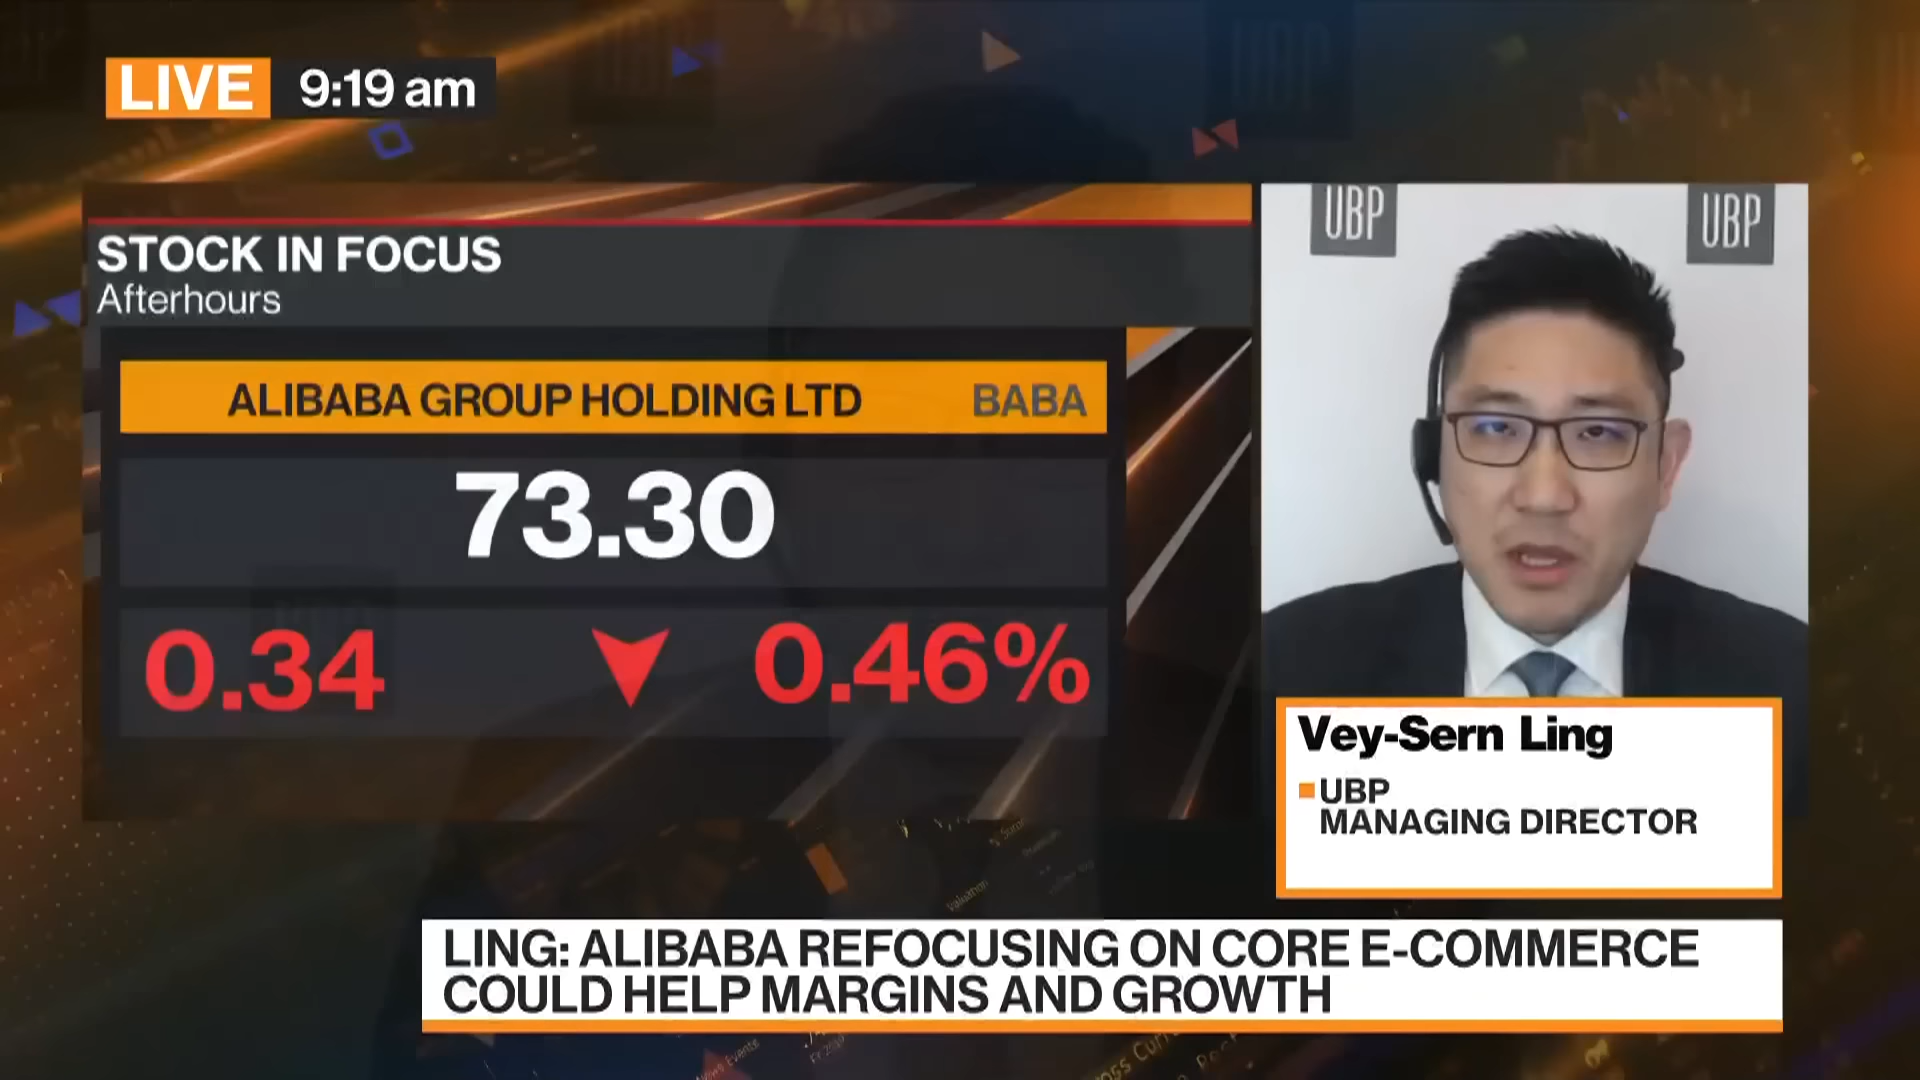 LIVE 9:19 am
STOCK IN FOCUS
Afterhours
ALIBABA GROUP HOLDING LTD BABA
73.30
0.34 0.46%
UBP UBP
Vey-Sern Ling
UBP
MANAGING DIRECTOR
LING: ALIBABA REFOCUSING ON CORE E-COMMERCE
COULD HELP MARGINS AND GROWTH
Valuation